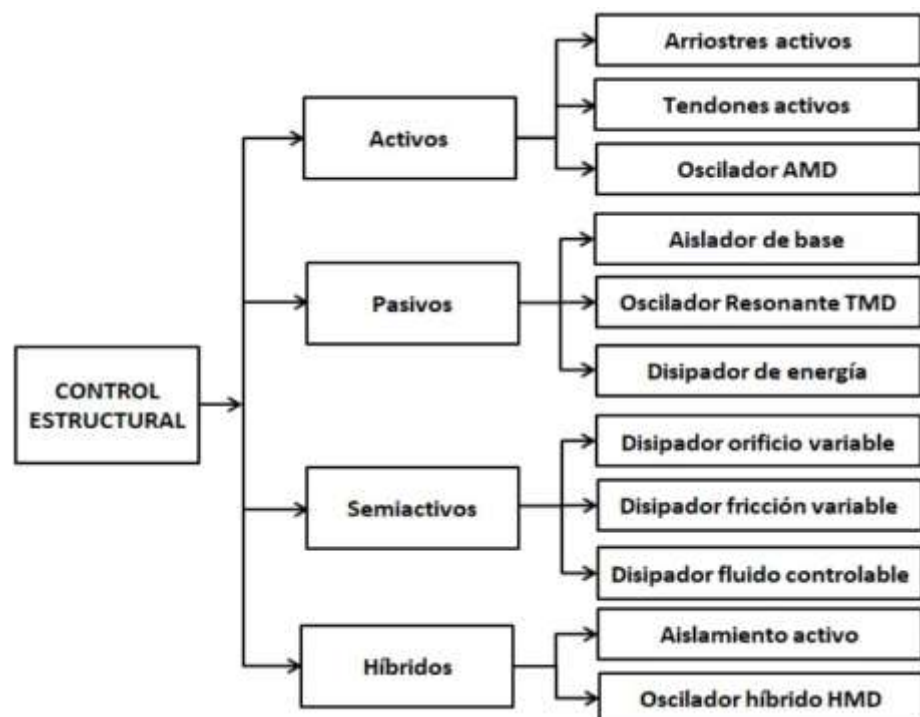 CONTROL
ESTRUCTURAL
Activos
Arriostres activos
Tendones activos
Oscilador AMD
Pasivos
Aislador de base
Oscilador Resonante TMD
Disipador de energía
Semiactivos
Disipador orificio variable
Disipador fricción variable
Disipador fluido controlable
Híbridos
Aislamiento activo
Oscilador híbrido HMD